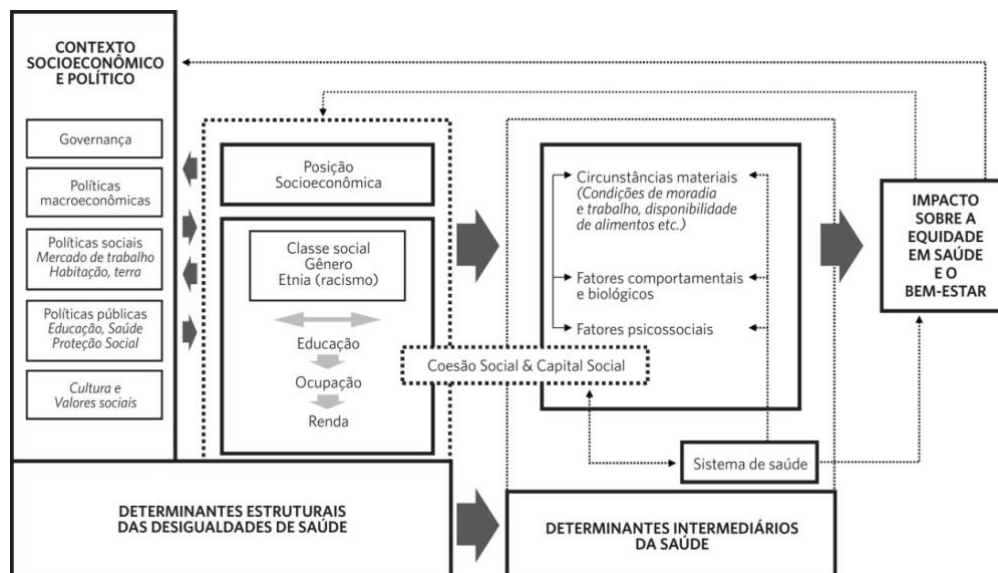 CONTEXTO
SOCIOECONÔMICO
E POLÍTICO
Governança
Políticas
macroeconômicas
Políticas sociais
Mercado de trabalho
Habitação, terra
Políticas públicas
Educação, Saúde
Proteção Social
Cultura e
Valores sociais
Posição
Socioeconômica
Classe social
Gênero
Etnia (racismo)
Educação
Ocupação
Renda
Coesão Social & Capital Social
Circunstâncias materiais
(Condições de moradia
e trabalho, disponibilidade
de alimentos etc.)
Fatores comportamentais
e biológicos
Fatores psicossociais
Sistema de saúde
IMPACTO
SOBRE A
EQUIDADE
EM SAÚDE
E O
BEM-ESTAR
DETERMINANTES ESTRUTURAIS
DAS DESIGUALDADES DE SAÚDE
DETERMINANTES INTERMEDIÁRIOS
DA SAÚDE